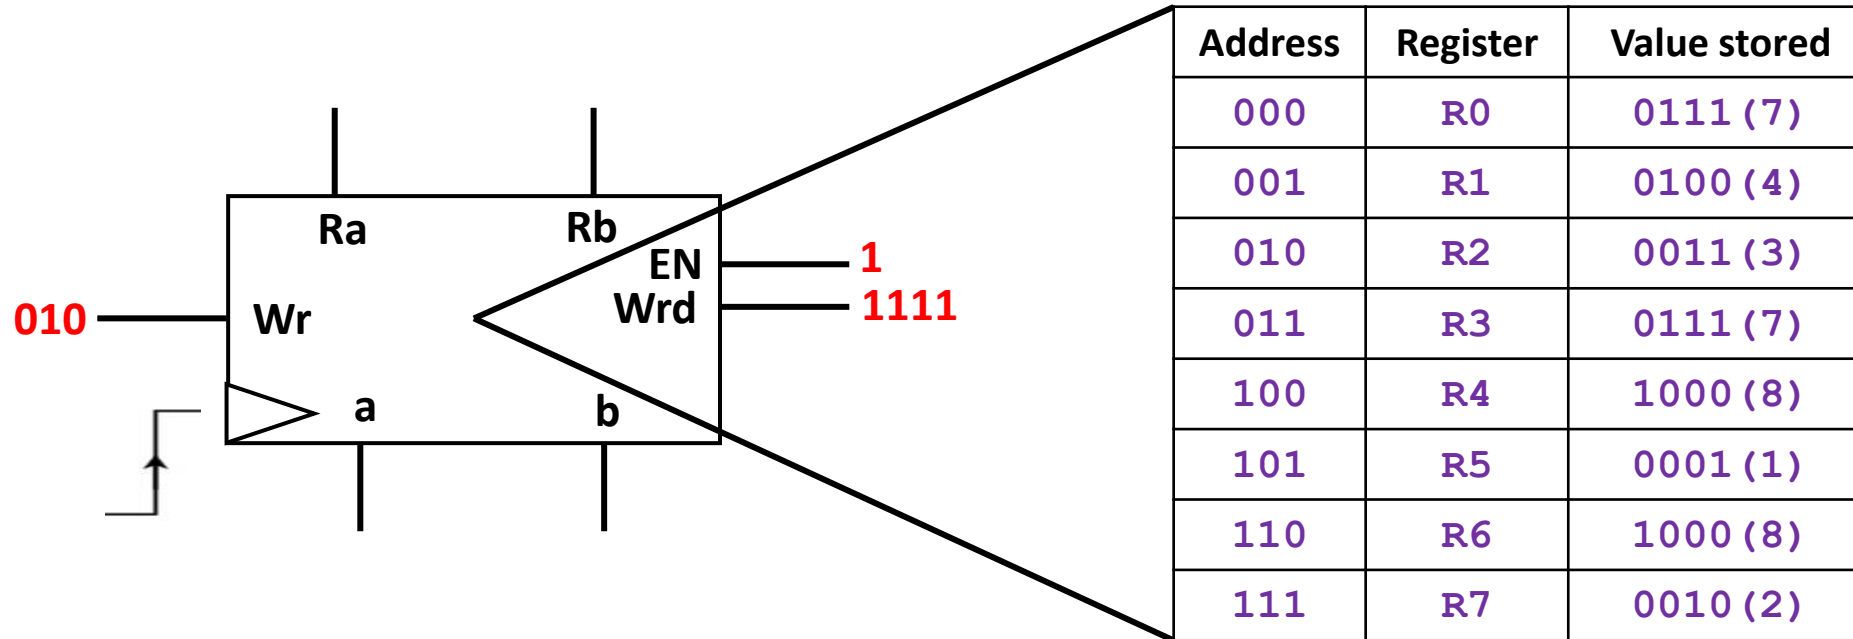 Ra
Rb
EN
1
Wrd
1111
010
Wr
a
b
Address Register Value stored
000 R0 0111(7)
001 R1 0100(4)
010 R2 0011(3)
011 R3 0111(7)
100 R4 1000(8)
101 R5 0001(1)
110 R6 1000(8)
111 R7 0010(2)